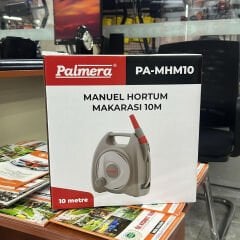 Palmera
PA-MHM10
MANUEL HORTUM
MAKARASI 10M
10 metre